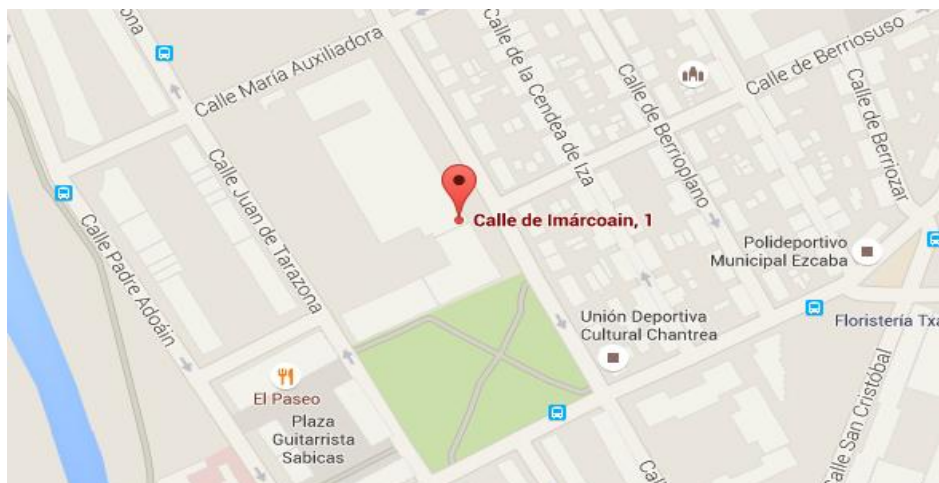 ona
Calle María Auxiliadora
Calle de la Cendea de Iza
Calle de Berrioplano
Calle de Berriosuso
Calle de Berriozar
Calle Juan de Tarazona
Calle Padre Adoáin
Calle de Imárcoain, 1
Polideportivo
Municipal Ezcaba
Unión Deportiva
Cultural Chantrea
Floristería Txa
El Paseo
Plaza
Guitarrista
Sabicas
Calle San Cristóbal
Calle